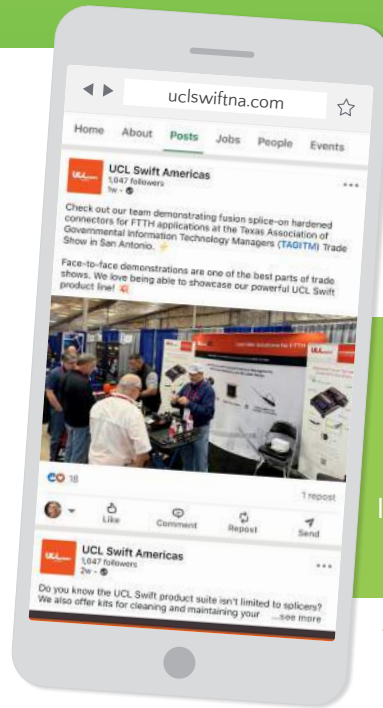 uclswiftna.com
Home About Posts Jobs People Events
UCL Swift Americas
1,047 followers
1w •
Check out our team demonstrating fusion splice-on hardened
connectors for FTTH applications at the Texas Association of
Governmental Information Technology Managers (TAGITM) Trade
Show in San Antonio.
Face-to-face demonstrations are one of the best parts of trade
shows. We love being able to showcase our powerful UCL Swift
product line!
18
1 repost
Like Comment Repost Send
UCL Swift Americas
1,047 followers
2w •
Do you know the UCL Swift product suite isn't limited to splicers?
We also offer kits for cleaning and maintaining your ...see more